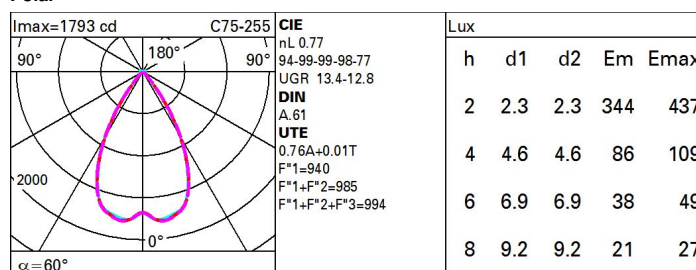 Imax=1793 cd C75-255
90° 180° 90°
2000
0°
α=60°
CIE
nL 0.77
94-99-99-98-77
UGR 13.4-12.8
DIN
A.61
UTE
0.76A+0.01T
F"1=940
F"1+F"2=985
F"1+F"2+F"3=994
Lux
h d1 d2 Em Emax
2 2.3 2.3 344 437
4 4.6 4.6 86 109
6 6.9 6.9 38 49
8 9.2 9.2 21 27